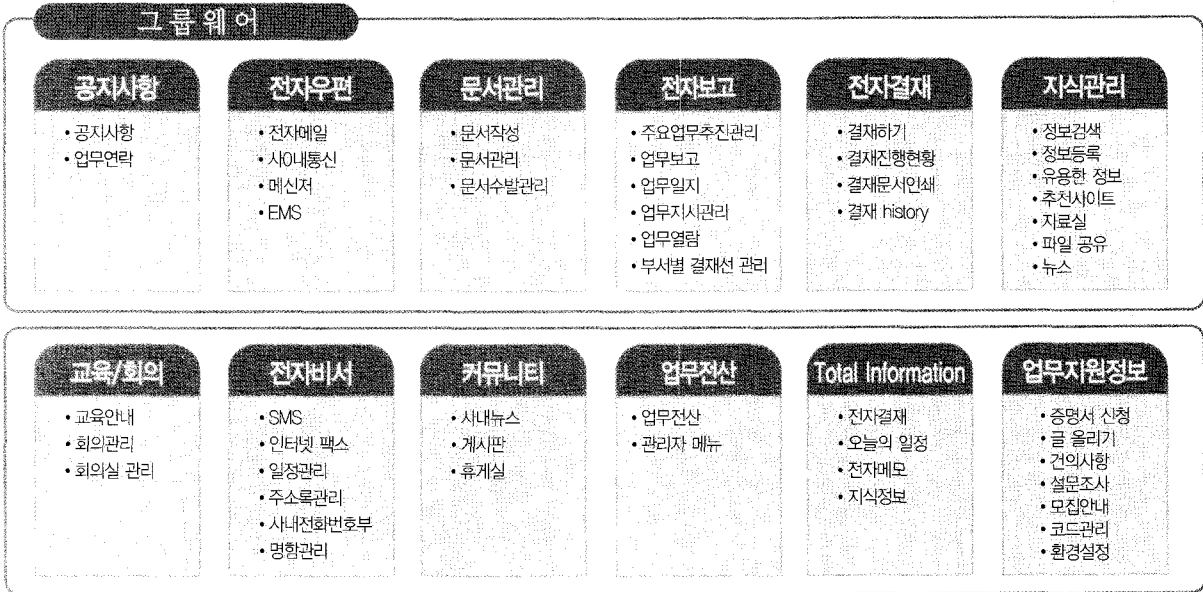 그룹웨어
공지사항
• 공지사항
• 업무연락
전자우편
• 전자메일
• 사이내통신
• 메신저
• EMS
문서관리
• 문서작성
• 문서관리
• 문서수발관리
전자보고
• 주요업무추진관리
• 업무보고
• 업무일지
• 업무지시관리
• 업무열람
• 부서별 결재선 관리
전자결재
• 결재하기
• 결재진행현황
• 결재문서인쇄
• 결재 history
지식관리
• 정보검색
• 정보등록
• 유용한 정보
• 추천사이트
• 자료실
• 파일 공유
• 뉴스
교육/회의
• 교육안내
• 회의관리
• 회의실 관리
전자비서
• SMS
• 인터넷 팩스
• 일정관리
• 주소록관리
• 사내전화번호부
• 명함관리
커뮤니티
• 사내뉴스
• 게시판
• 휴게실
업무전산
• 업무전산
• 관리자 메뉴
Total Information
• 전자결재
• 오늘의 일정
• 전자메모
• 지식정보
업무지원정보
• 증명서 신청
• 글 올리기
• 건의사항
• 설문조사
• 모집안내
• 코드관리
• 환경설정